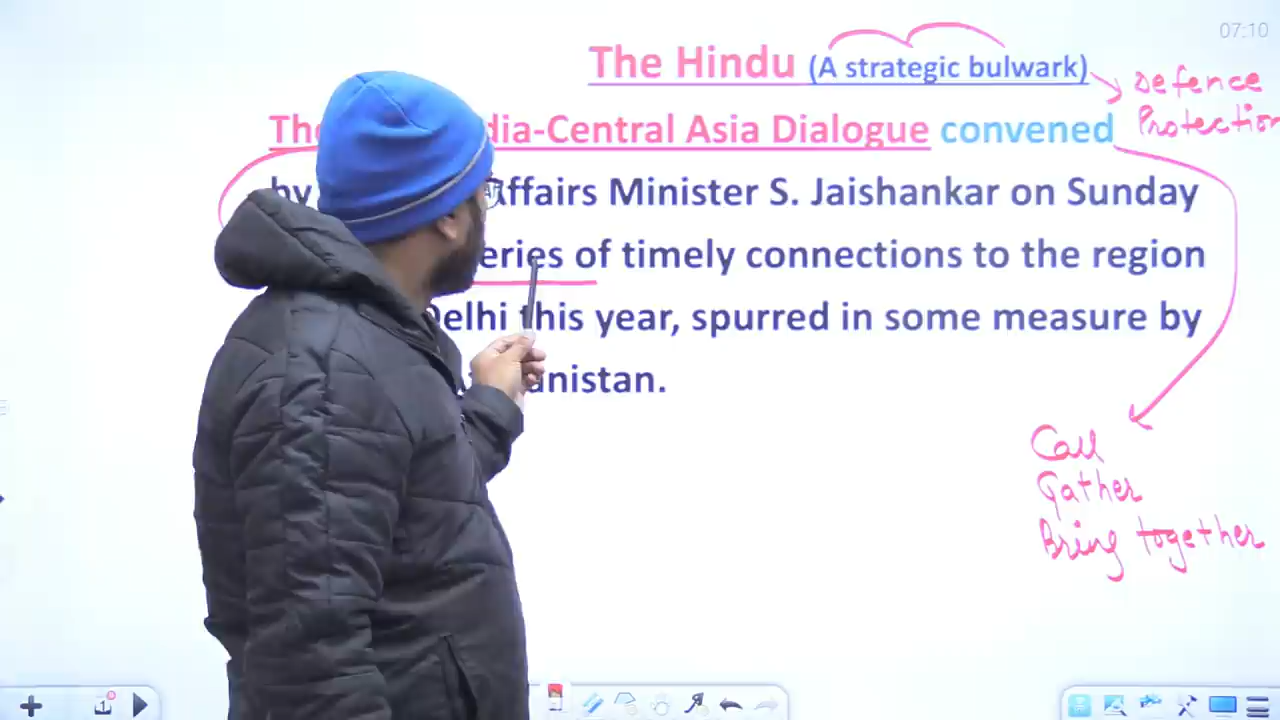 07:10
The Hindu (A strategic bulwark)
Defence
Protection
The dia-Central Asia Dialogue convened
by Affairs Minister S. Jaishankar on Sunday
eries of timely connections to the region
Delhi this year, spurred in some measure by
anistan.
Call
Gather
Bring together
1